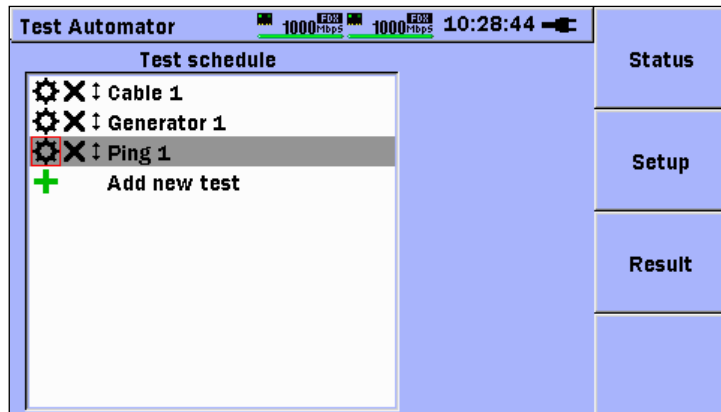 Test Automator 1000 FDX Mbps 1000 FDX Mbps 10:28:44
Test schedule
Cable 1
Generator 1
Ping 1
Add new test
Status
Setup
Result